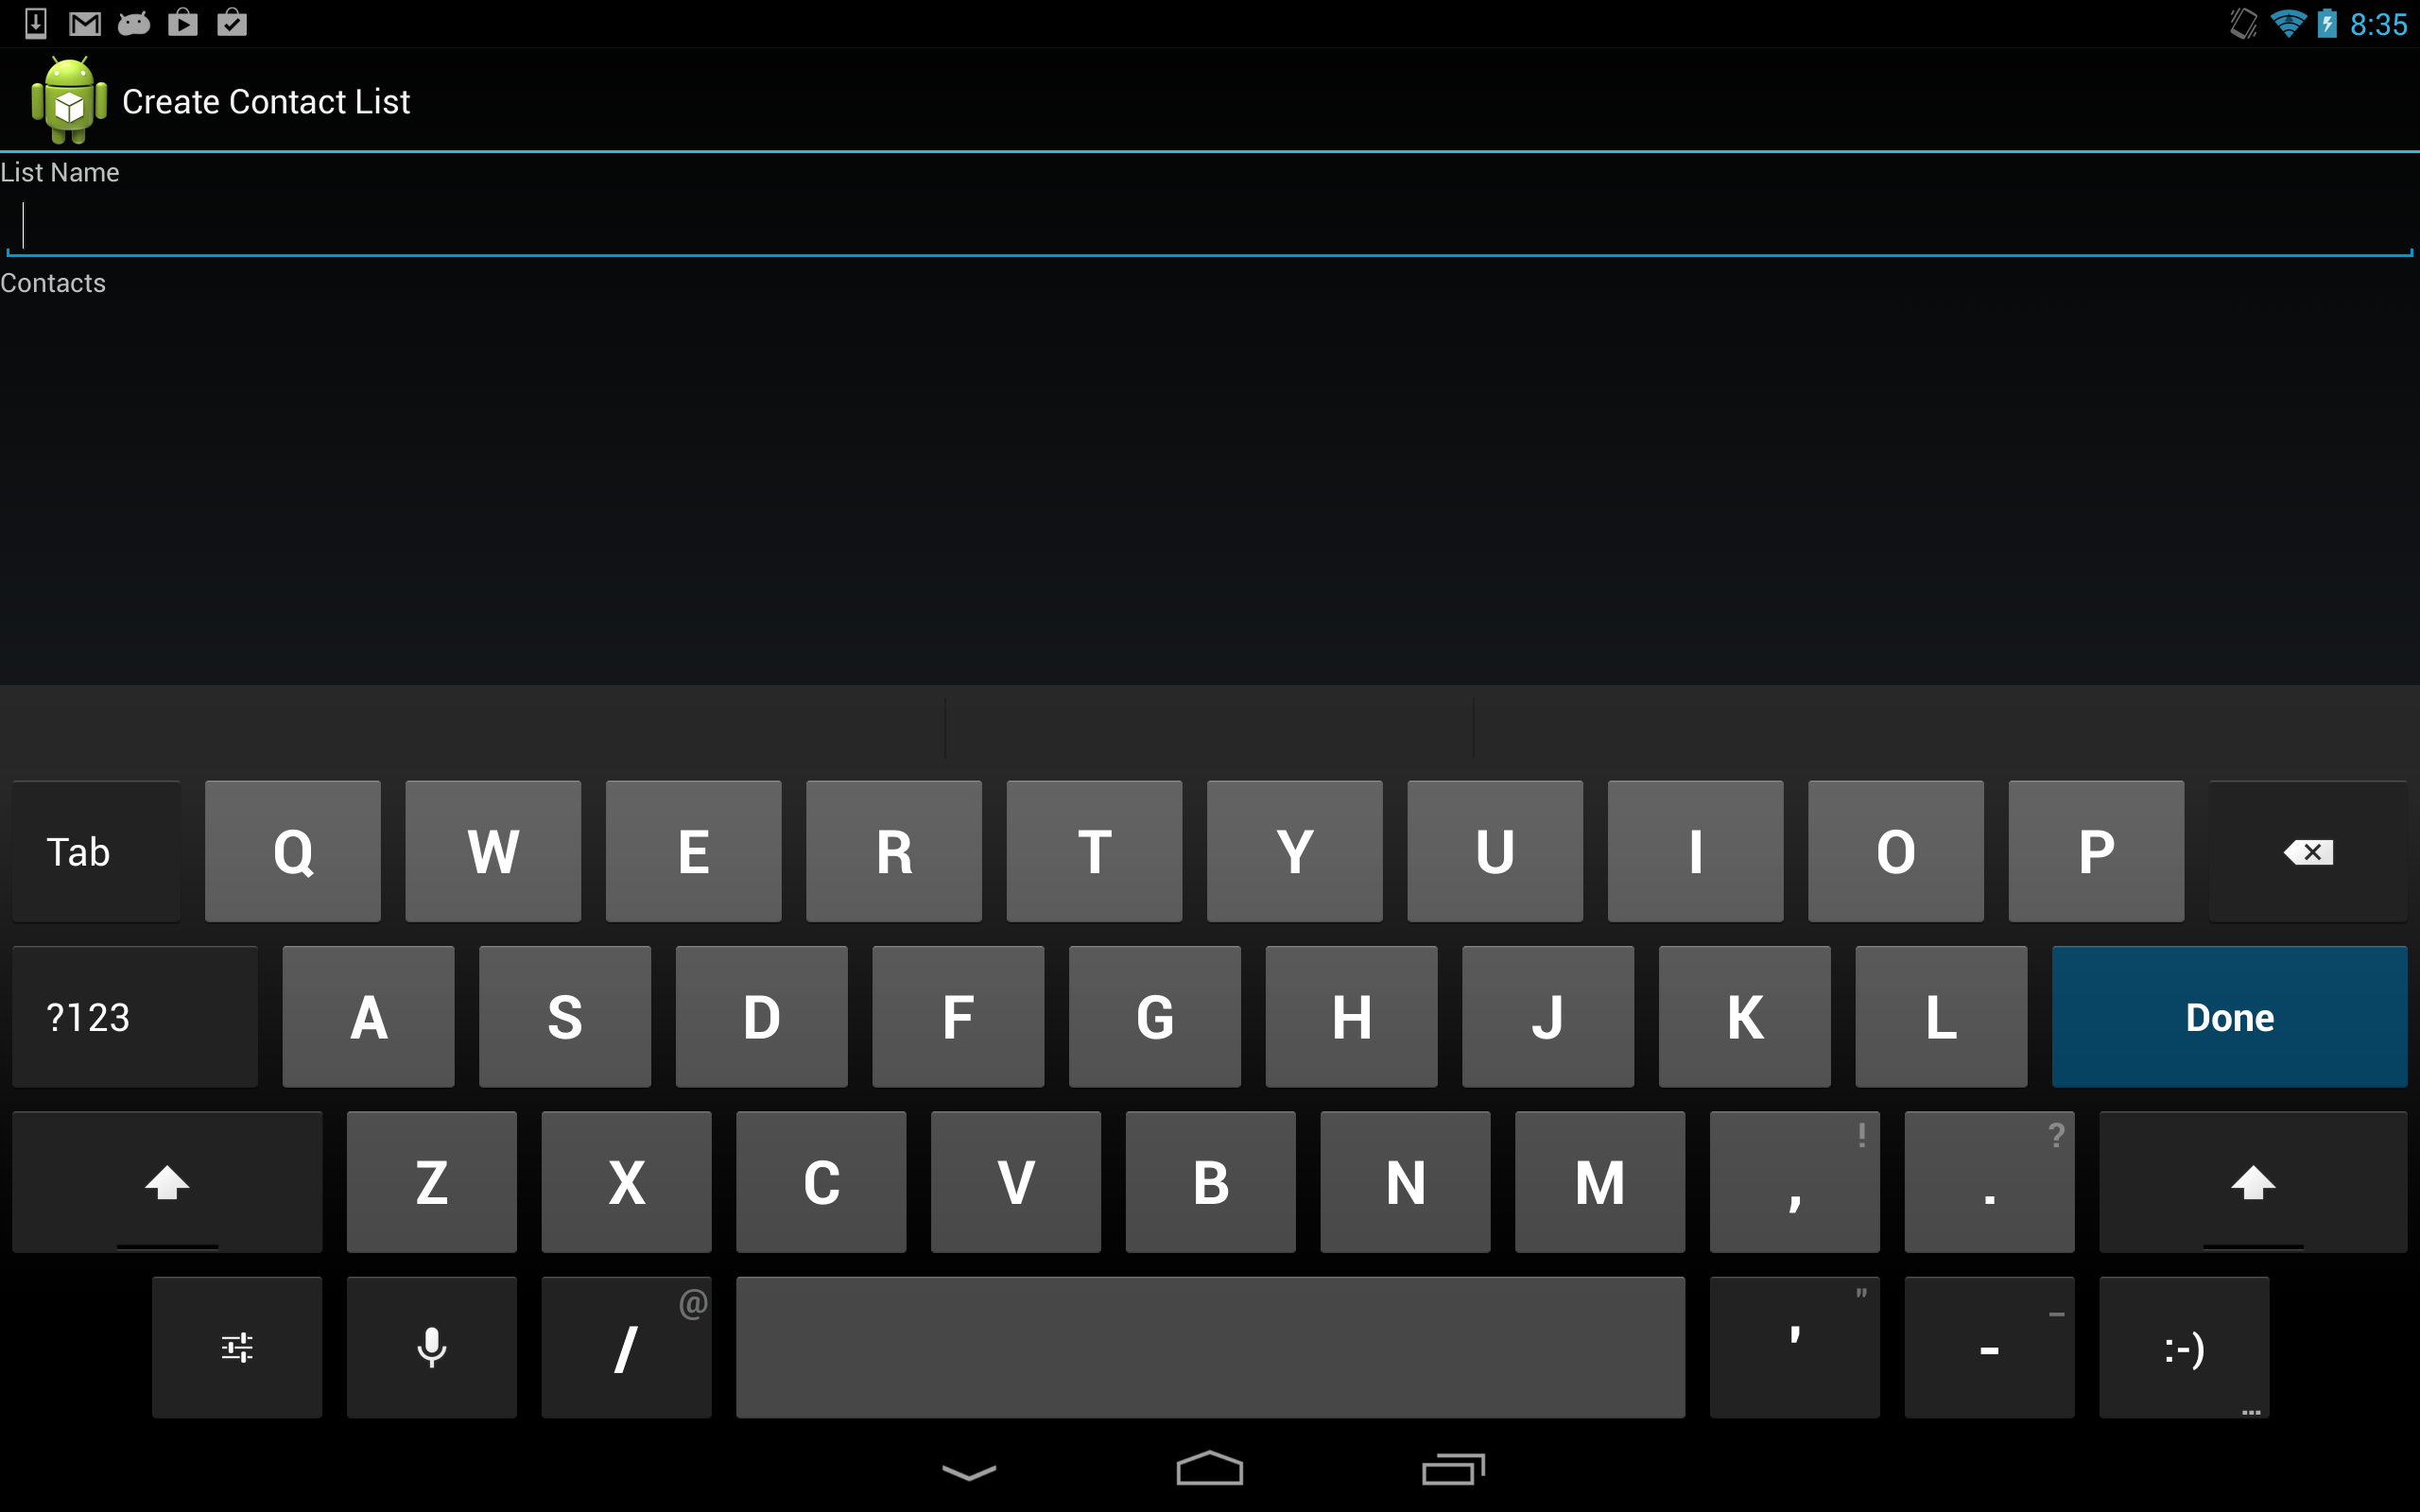 8:35
Create Contact List
List Name
Contacts
Tab Q W E R T Y U I O P
?123 A S D F G H J K L Done
Z X C V B N M , ! . ?
/ @ ' " - _ :-) ...